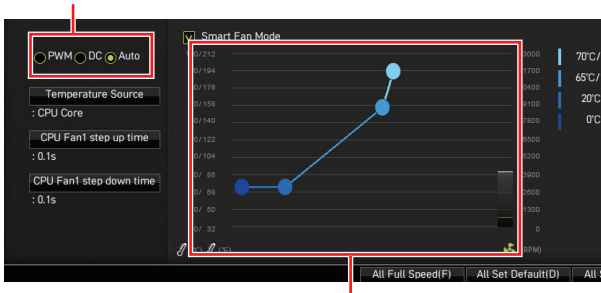 Smart Fan Mode
PWM DC Auto
Temperature Source
: CPU Core
CPU Fan1 step up time
: 0.1s
CPU Fan1 step down time
: 0.1s
0/212
0/194
0/176
0/158
0/140
0/122
0/104
0/ 86
0/ 68
0/ 50
0/ 32
(°C) (°F)
3000
1700
0400
9100
7800
6500
5200
3900
2600
1300
0
(RPM)
70°C/
65°C/
20°C
0°C
All Full Speed(F) All Set Default(D) All